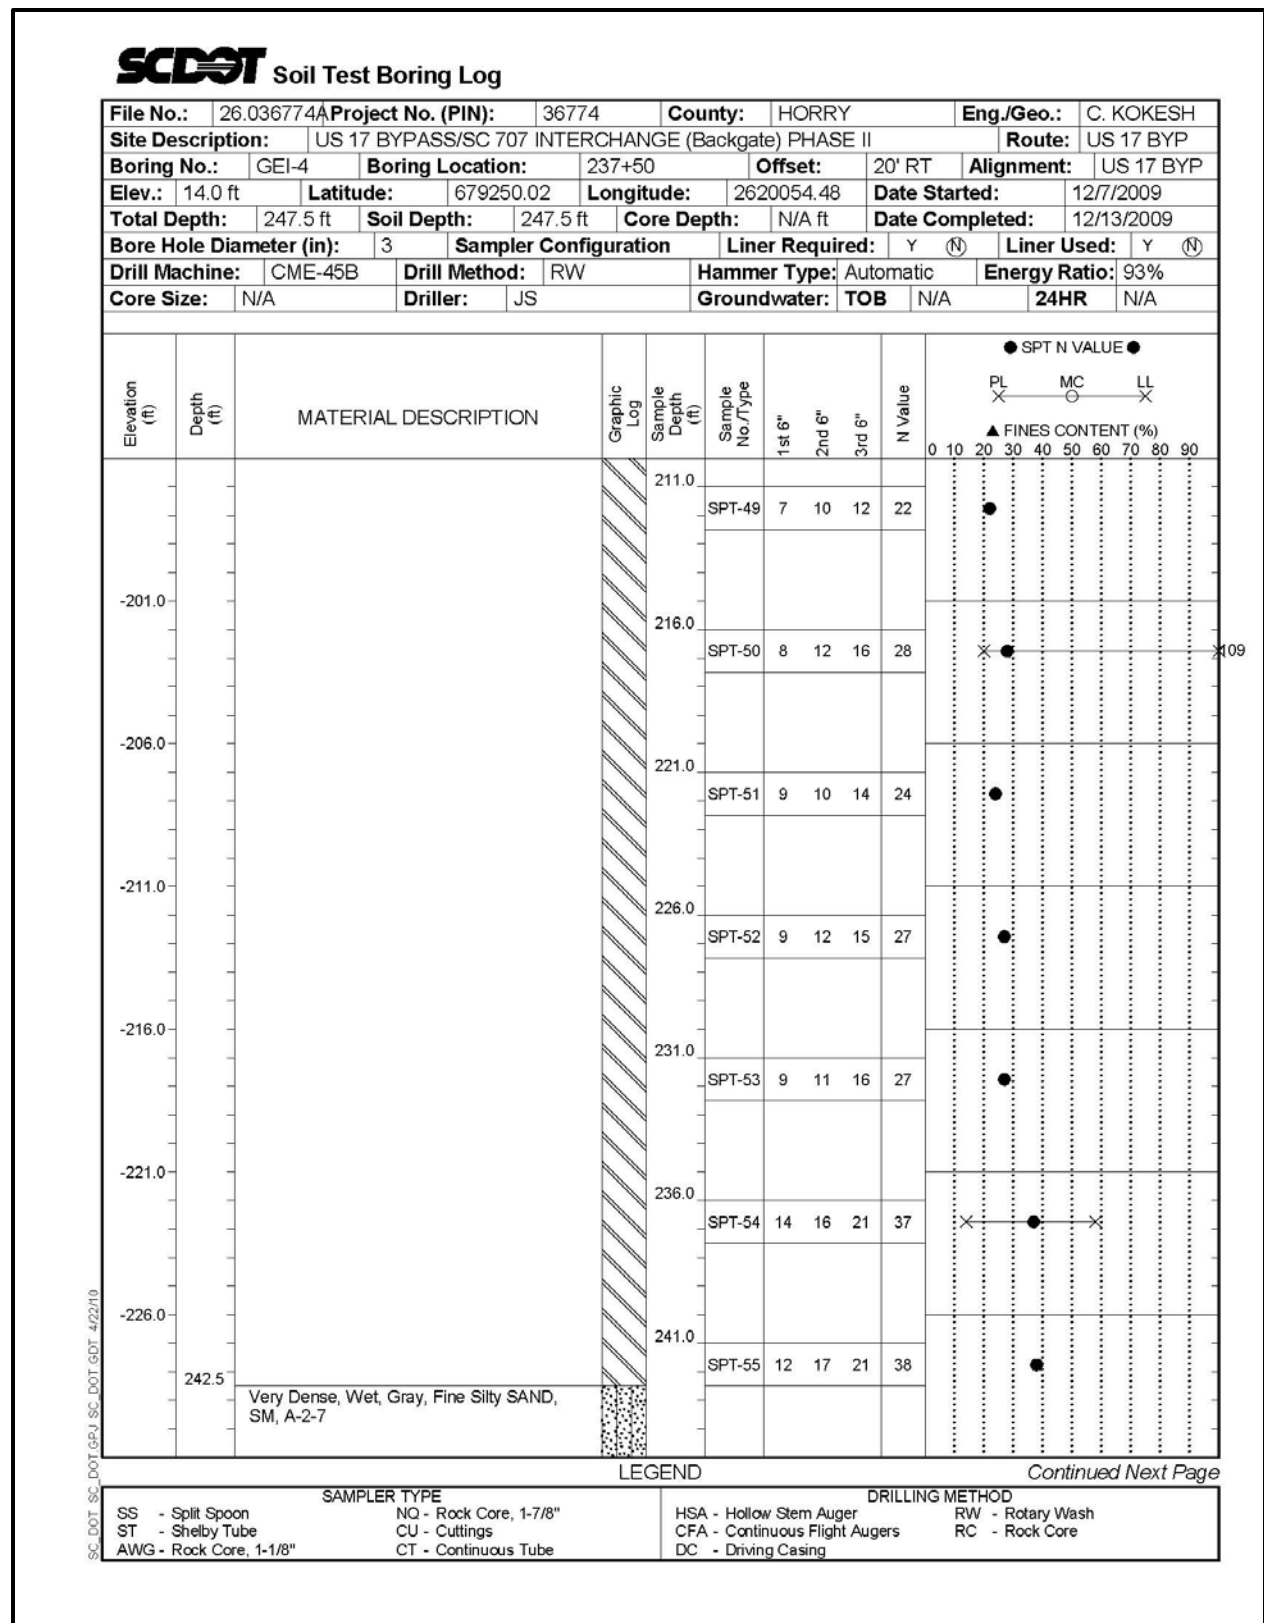 SCDOT Soil Test Boring Log
File No.: 26.036774A Project No. (PIN): 36774 County: HORRY Eng./Geo.: C. KOKESH
Site Description: US 17 BYPASS/SC 707 INTERCHANGE (Backgate) PHASE II Route: US 17 BYP
Boring No.: GEI-4 Boring Location: 237+50 Offset: 20' RT Alignment: US 17 BYP
Elev.: 14.0 ft Latitude: 679250.02 Longitude: 2620054.48 Date Started: 12/7/2009
Total Depth: 247.5 ft Soil Depth: 247.5 ft Core Depth: N/A ft Date Completed: 12/13/2009
Bore Hole Diameter (in): 3 Sampler Configuration Liner Required: Y N Liner Used: Y N
Drill Machine: CME-45B Drill Method: RW Hammer Type: Automatic Energy Ratio: 93%
Core Size: N/A Driller: JS Groundwater: TOB N/A 24HR N/A
Elevation (ft) Depth (ft) MATERIAL DESCRIPTION Graphic Log Sample Depth (ft) Sample No./Type 1st 6" 2nd 6" 3rd 6" N Value
SPT N VALUE
PL MC LL
FINES CONTENT (%)
0 10 20 30 40 50 60 70 80 90
211.0
SPT-49 7 10 12 22
-201.0
216.0
SPT-50 8 12 16 28 109
-206.0
221.0
SPT-51 9 10 14 24
-211.0
226.0
SPT-52 9 12 15 27
-216.0
231.0
SPT-53 9 11 16 27
-221.0
236.0
SPT-54 14 16 21 37
-226.0
241.0
SPT-55 12 17 21 38
242.5
Very Dense, Wet, Gray, Fine Silty SAND,
SM, A-2-7
SC_DOT SC_DOT.GPJ SC_DOT.GDT 4/22/10
LEGEND
Continued Next Page
SAMPLER TYPE
SS - Split Spoon NQ - Rock Core, 1-7/8"
ST - Shelby Tube CU - Cuttings
AWG - Rock Core, 1-1/8" CT - Continuous Tube
DRILLING METHOD
HSA - Hollow Stem Auger RW - Rotary Wash
CFA - Continuous Flight Augers RC - Rock Core
DC - Driving Casing